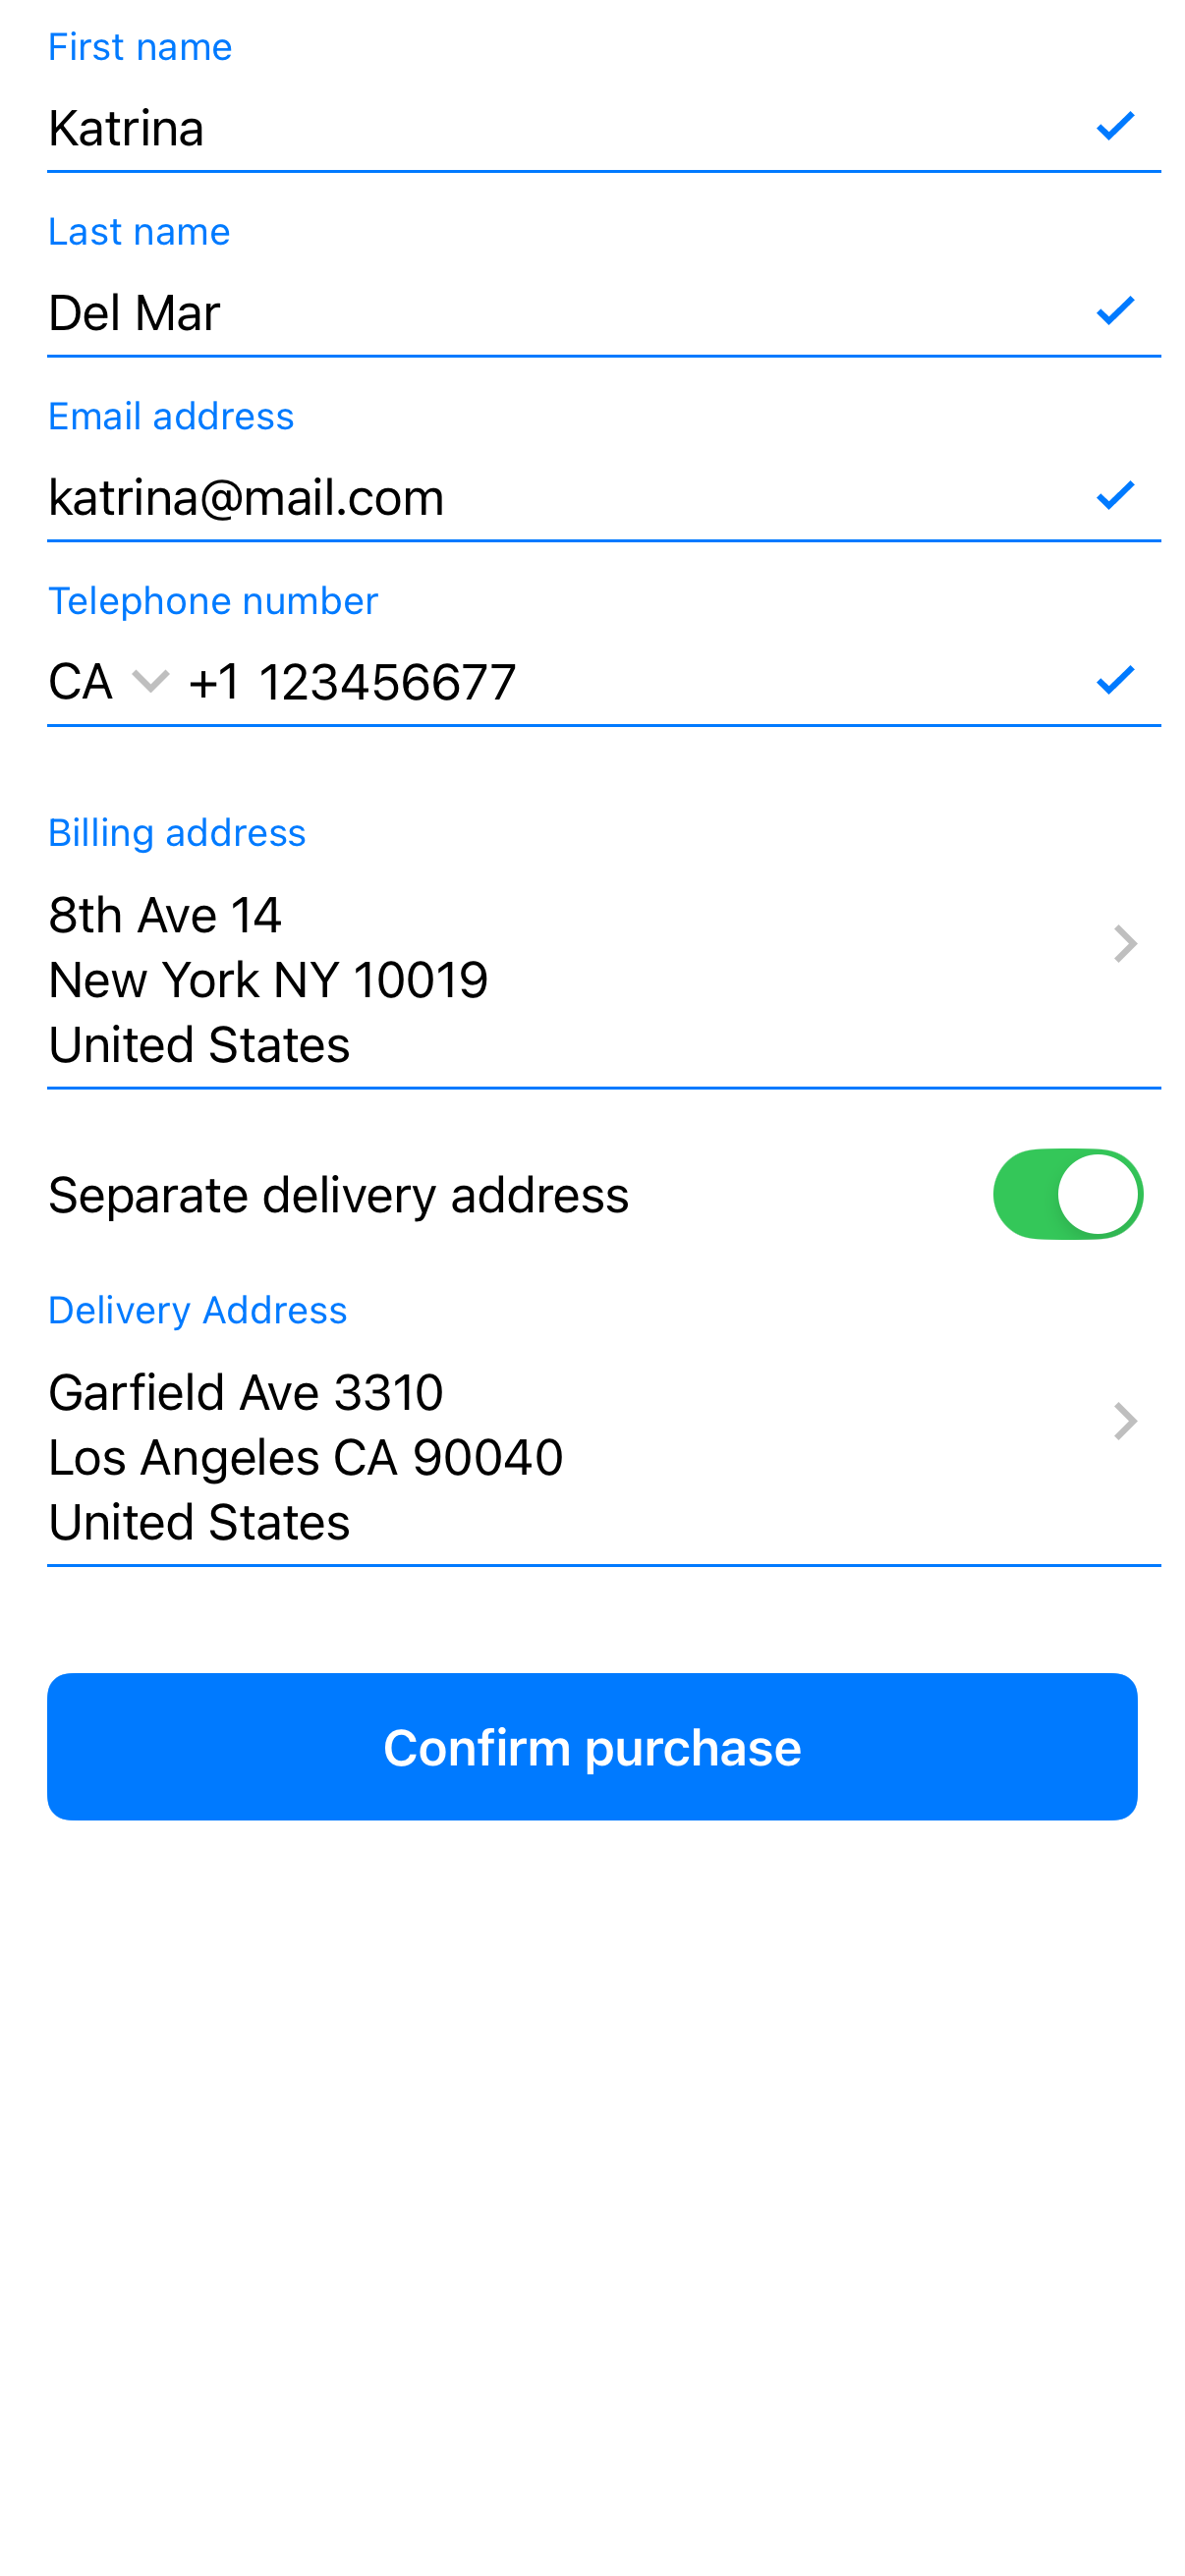 First name
Katrina
Last name
Del Mar
Email address
katrina@mail.com
Telephone number
CA +1 123456677
Billing address
8th Ave 14
New York NY 10019
United States
Separate delivery address
Delivery Address
Garfield Ave 3310
Los Angeles CA 90040
United States
Confirm purchase